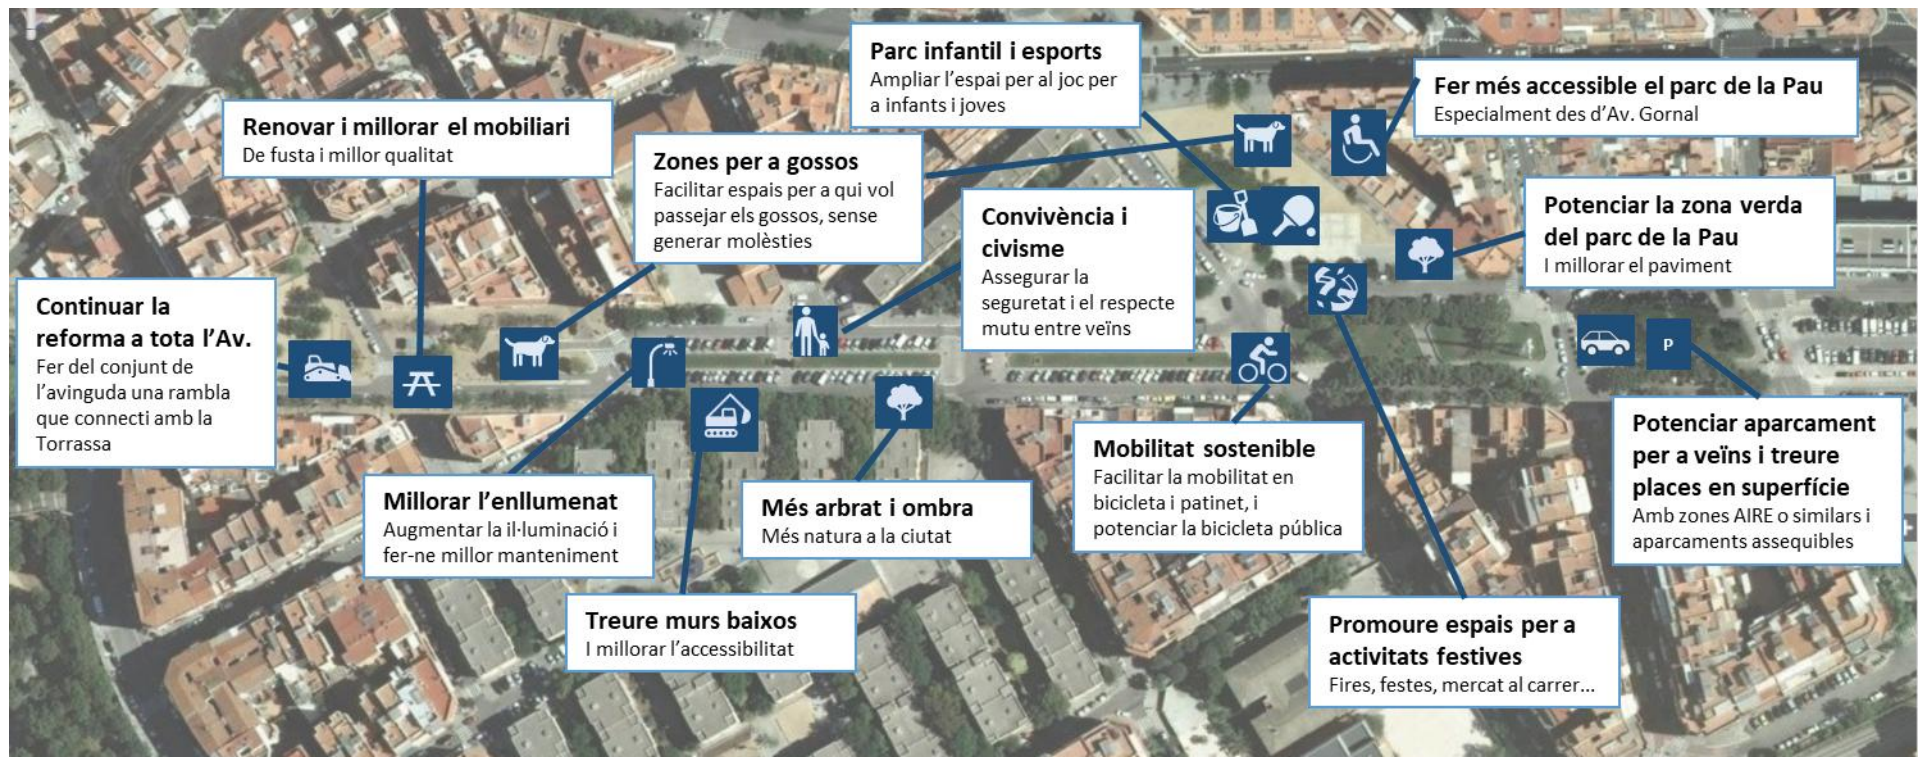 Parc infantil i esports
Ampliar l'espai per al joc per
a infants i joves
Fer més accessible el parc de la Pau
Especialment des d'Av. Gornal
Renovar i millorar el mobiliari
De fusta i millor qualitat
Zones per a gossos
Facilitar espais per a qui vol
passejar els gossos, sense
generar molèsties
Convivència i
civisme
Assegurar la
seguretat i el respecte
mutu entre veïns
Potenciar la zona verda
del parc de la Pau
I millorar el paviment
Continuar la
reforma a tota l'Av.
Fer del conjunt de
l'avinguda una rambla
que connecti amb la
Torrassa
P
Potenciar aparcament
per a veïns i treure
places en superfície
Amb zones AIRE o similars i
aparcaments assequibles
Mobilitat sostenible
Facilitar la mobilitat en
bicicleta i patinet, i
potenciar la bicicleta pública
Millorar l'enllumenat
Augmentar la il·luminació i
fer-ne millor manteniment
Més arbrat i ombra
Més natura a la ciutat
Treure murs baixos
I millorar l'accessibilitat
Promoure espais per a
activitats festives
Fires, festes, mercat al carrer...